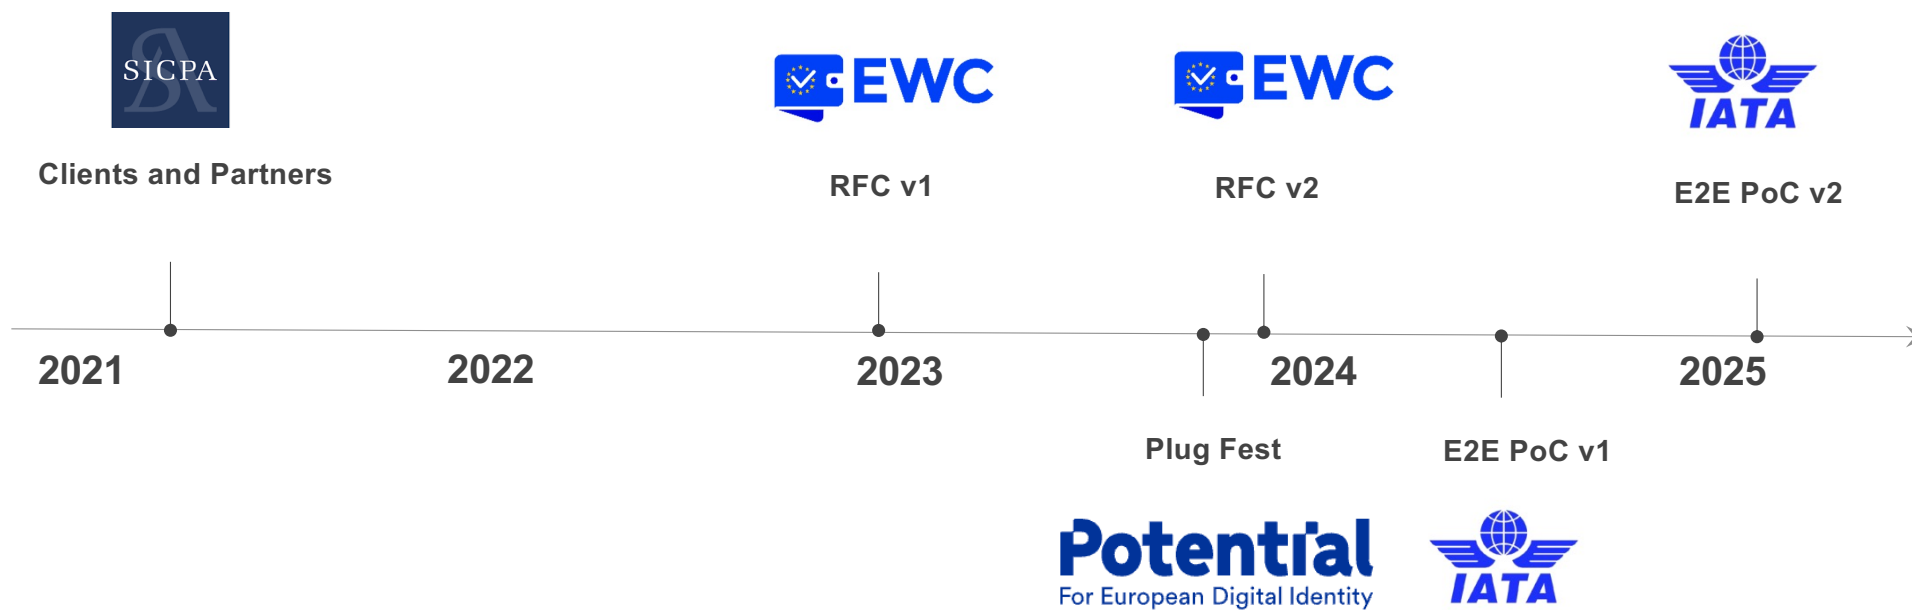 SICPA
EWC
EWC
IATA
Clients and Partners
RFC v1
RFC v2
E2E PoC v2
2021
2022
2023
2024
2025
Plug Fest
E2E PoC v1
Potential
For European Digital Identity
IATA